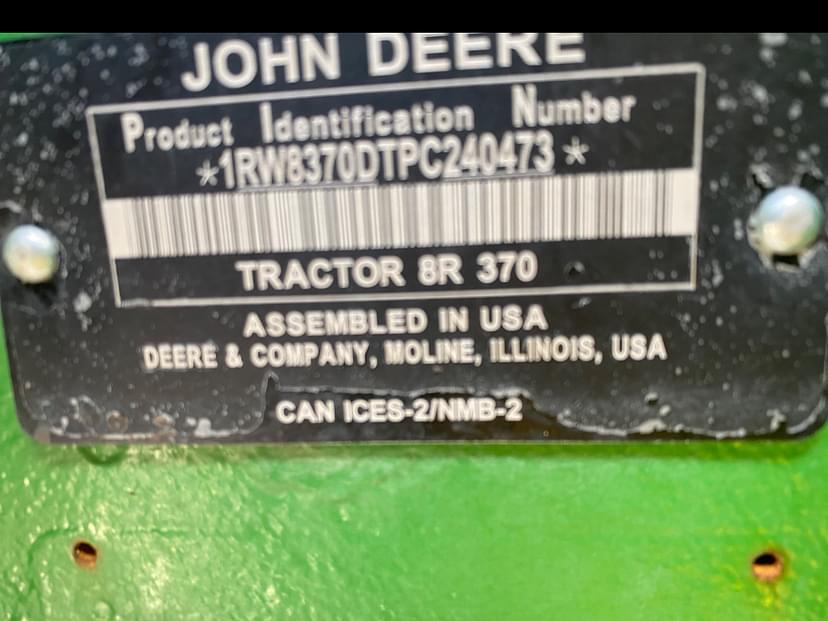 JOHN DEERE
Product Identification Number
*1RW8370DTPC240473*
TRACTOR 8R 370
ASSEMBLED IN USA
DEERE & COMPANY, MOLINE, ILLINOIS, USA
CAN ICES-2/NMB-2